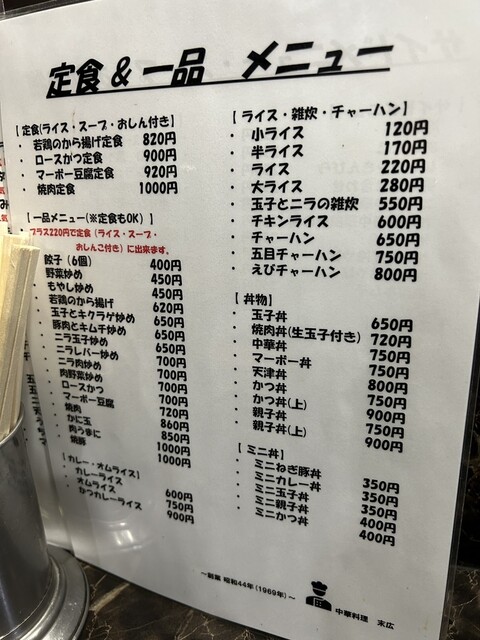 定食&一品 メニュー
【 定食(ライス・スープ・おしん付き】
・ 若鶏のから揚げ定食 820円
・ ロースかつ定食 900円
・ マーボー豆腐定食 920円
・ 焼肉定食 1000円
【 一品メニュー(※定食もOK) 】
・プラス220円で定食(ライス・スープ・
おしんこ付き)に出来ます。
・ 餃子(6個) 400円
・ 野菜炒め 450円
・ もやし炒め 450円
・ 若鶏のから揚げ 620円
・ 玉子とキクラゲ炒め 650円
・ 豚肉とキムチ炒め 650円
・ ニラ玉子炒め 650円
・ ニラレバー炒め 700円
・ ニラ肉炒め 700円
・ 肉野菜炒め 700円
・ ロースかつ 700円
・ マーボー豆腐 720円
・ 焼肉 860円
・ かに玉 850円
・ 肉うまに 1000円
・ 焼豚 1000円
【カレー・オムライス】
・ カレーライス 600円
・ オムライス 750円
・ かつカレーライス 900円
【 ライス・雑炊・チャーハン】
・ 小ライス 120円
・ 半ライス 170円
・ ライス 220円
・ 大ライス 280円
・ 玉子とニラの雑炊 550円
・ チキンライス 600円
・ チャーハン 650円
・ 五目チャーハン 750円
・ えびチャーハン 800円
【 丼物】
・ 玉子丼 650円
・ 焼肉丼(生玉子付き) 720円
・ 中華丼 750円
・ マーボー丼 750円
・ 天津丼 800円
・ かつ丼 750円
・ かつ丼(上) 900円
・ 親子丼 750円
・ 親子丼(上) 900円
【 ミニ丼】
・ ミニねぎ豚丼 350円
・ ミニカレー丼 350円
・ ミニ玉子丼 350円
・ ミニ親子丼 400円
・ ミニかつ丼 400円
~創業 昭和44年(1969年)~
中華料理 末広